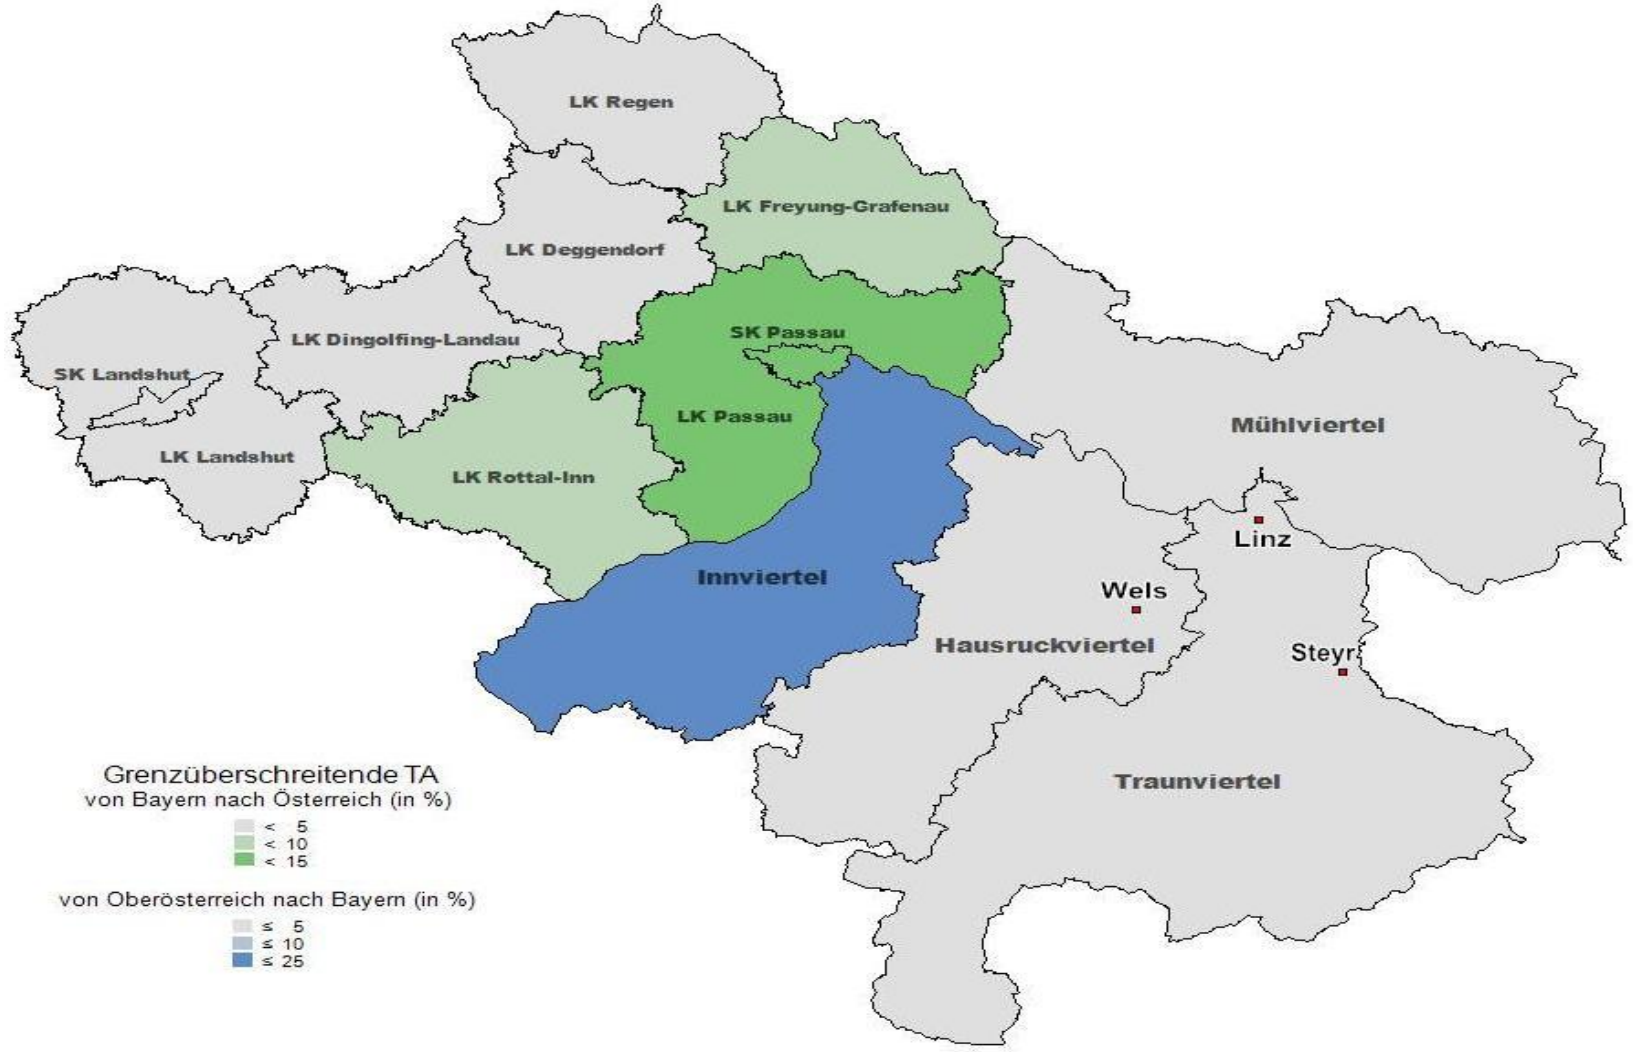 LK Regen
LK Freyung-Grafenau
LK Deggendorf
SK Passau
LK Dingolfing-Landau
SK Landshut
LK Passau
Mühlviertel
LK Landshut
LK Rottal-Inn
Linz
Innviertel
Wels
Hausruckviertel
Steyr
Traunviertel
Grenzüberschreitende TA
von Bayern nach Österreich (in %)
< 5
< 10
< 15
von Oberösterreich nach Bayern (in %)
≤ 5
≤ 10
≤ 25